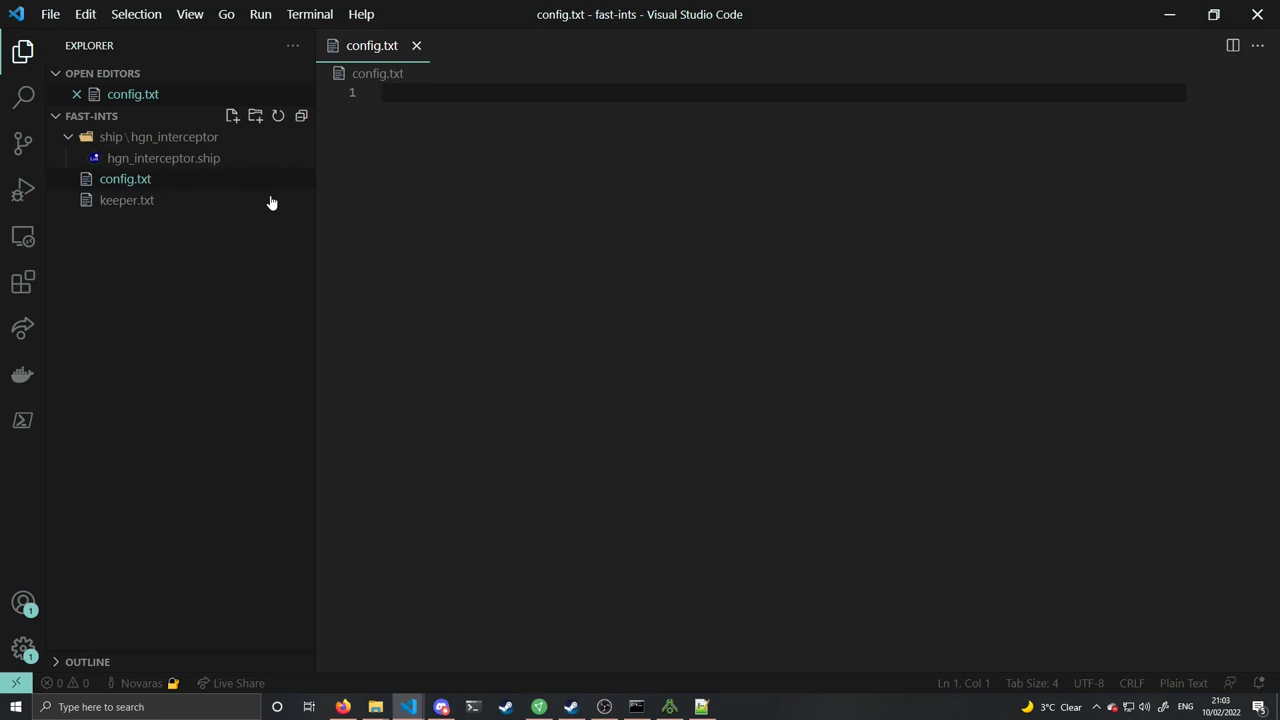 File Edit Selection View Go Run Terminal Help
config.txt - fast-ints - Visual Studio Code
EXPLORER
config.txt
OPEN EDITORS
config.txt
config.txt
1
FAST-INTS
ship\hgn_interceptor
hgn_interceptor.ship
config.txt
keeper.txt
1
1
OUTLINE
0 0 Novaras Live Share
Ln 1, Col 1 Tab Size: 4 UTF-8 CRLF Plain Text
Type here to search
3°C Clear
ENG
21:03
10/02/2022